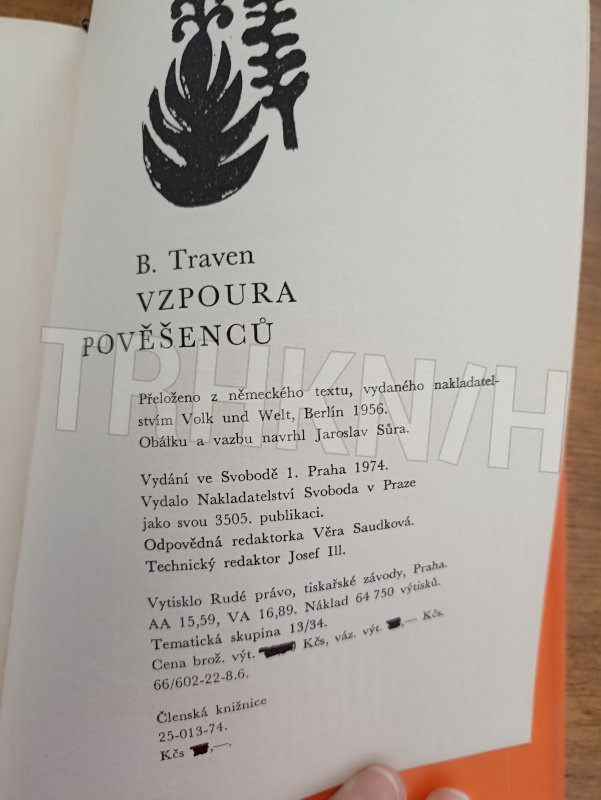 B. Traven
VZPOURA
POVĚŠENCŮ
TRHKN/H
Přeloženo z německého textu, vydaného nakladatel-
stvím Volk und Welt, Berlín 1956.
Obálku a vazbu navrhl Jaroslav Sůra.
Vydání ve Svobodě 1. Praha 1974.
Vydalo Nakladatelství Svoboda v Praze
jako svou 3505. publikaci.
Odpovědná redaktorka Věra Saudková.
Technický redaktor Josef Ill.
Vytisklo Rudé právo, tiskařské závody, Praha.
AA 15,59, VA 16,89. Náklad 64 750 výtisků.
Tematická skupina 13/34.
Cena brož. výt. Kčs, váz. výt. ,— Kčs.
66/602-22-8.6.
Členská knižnice
25-013-74.
Kčs ,—.